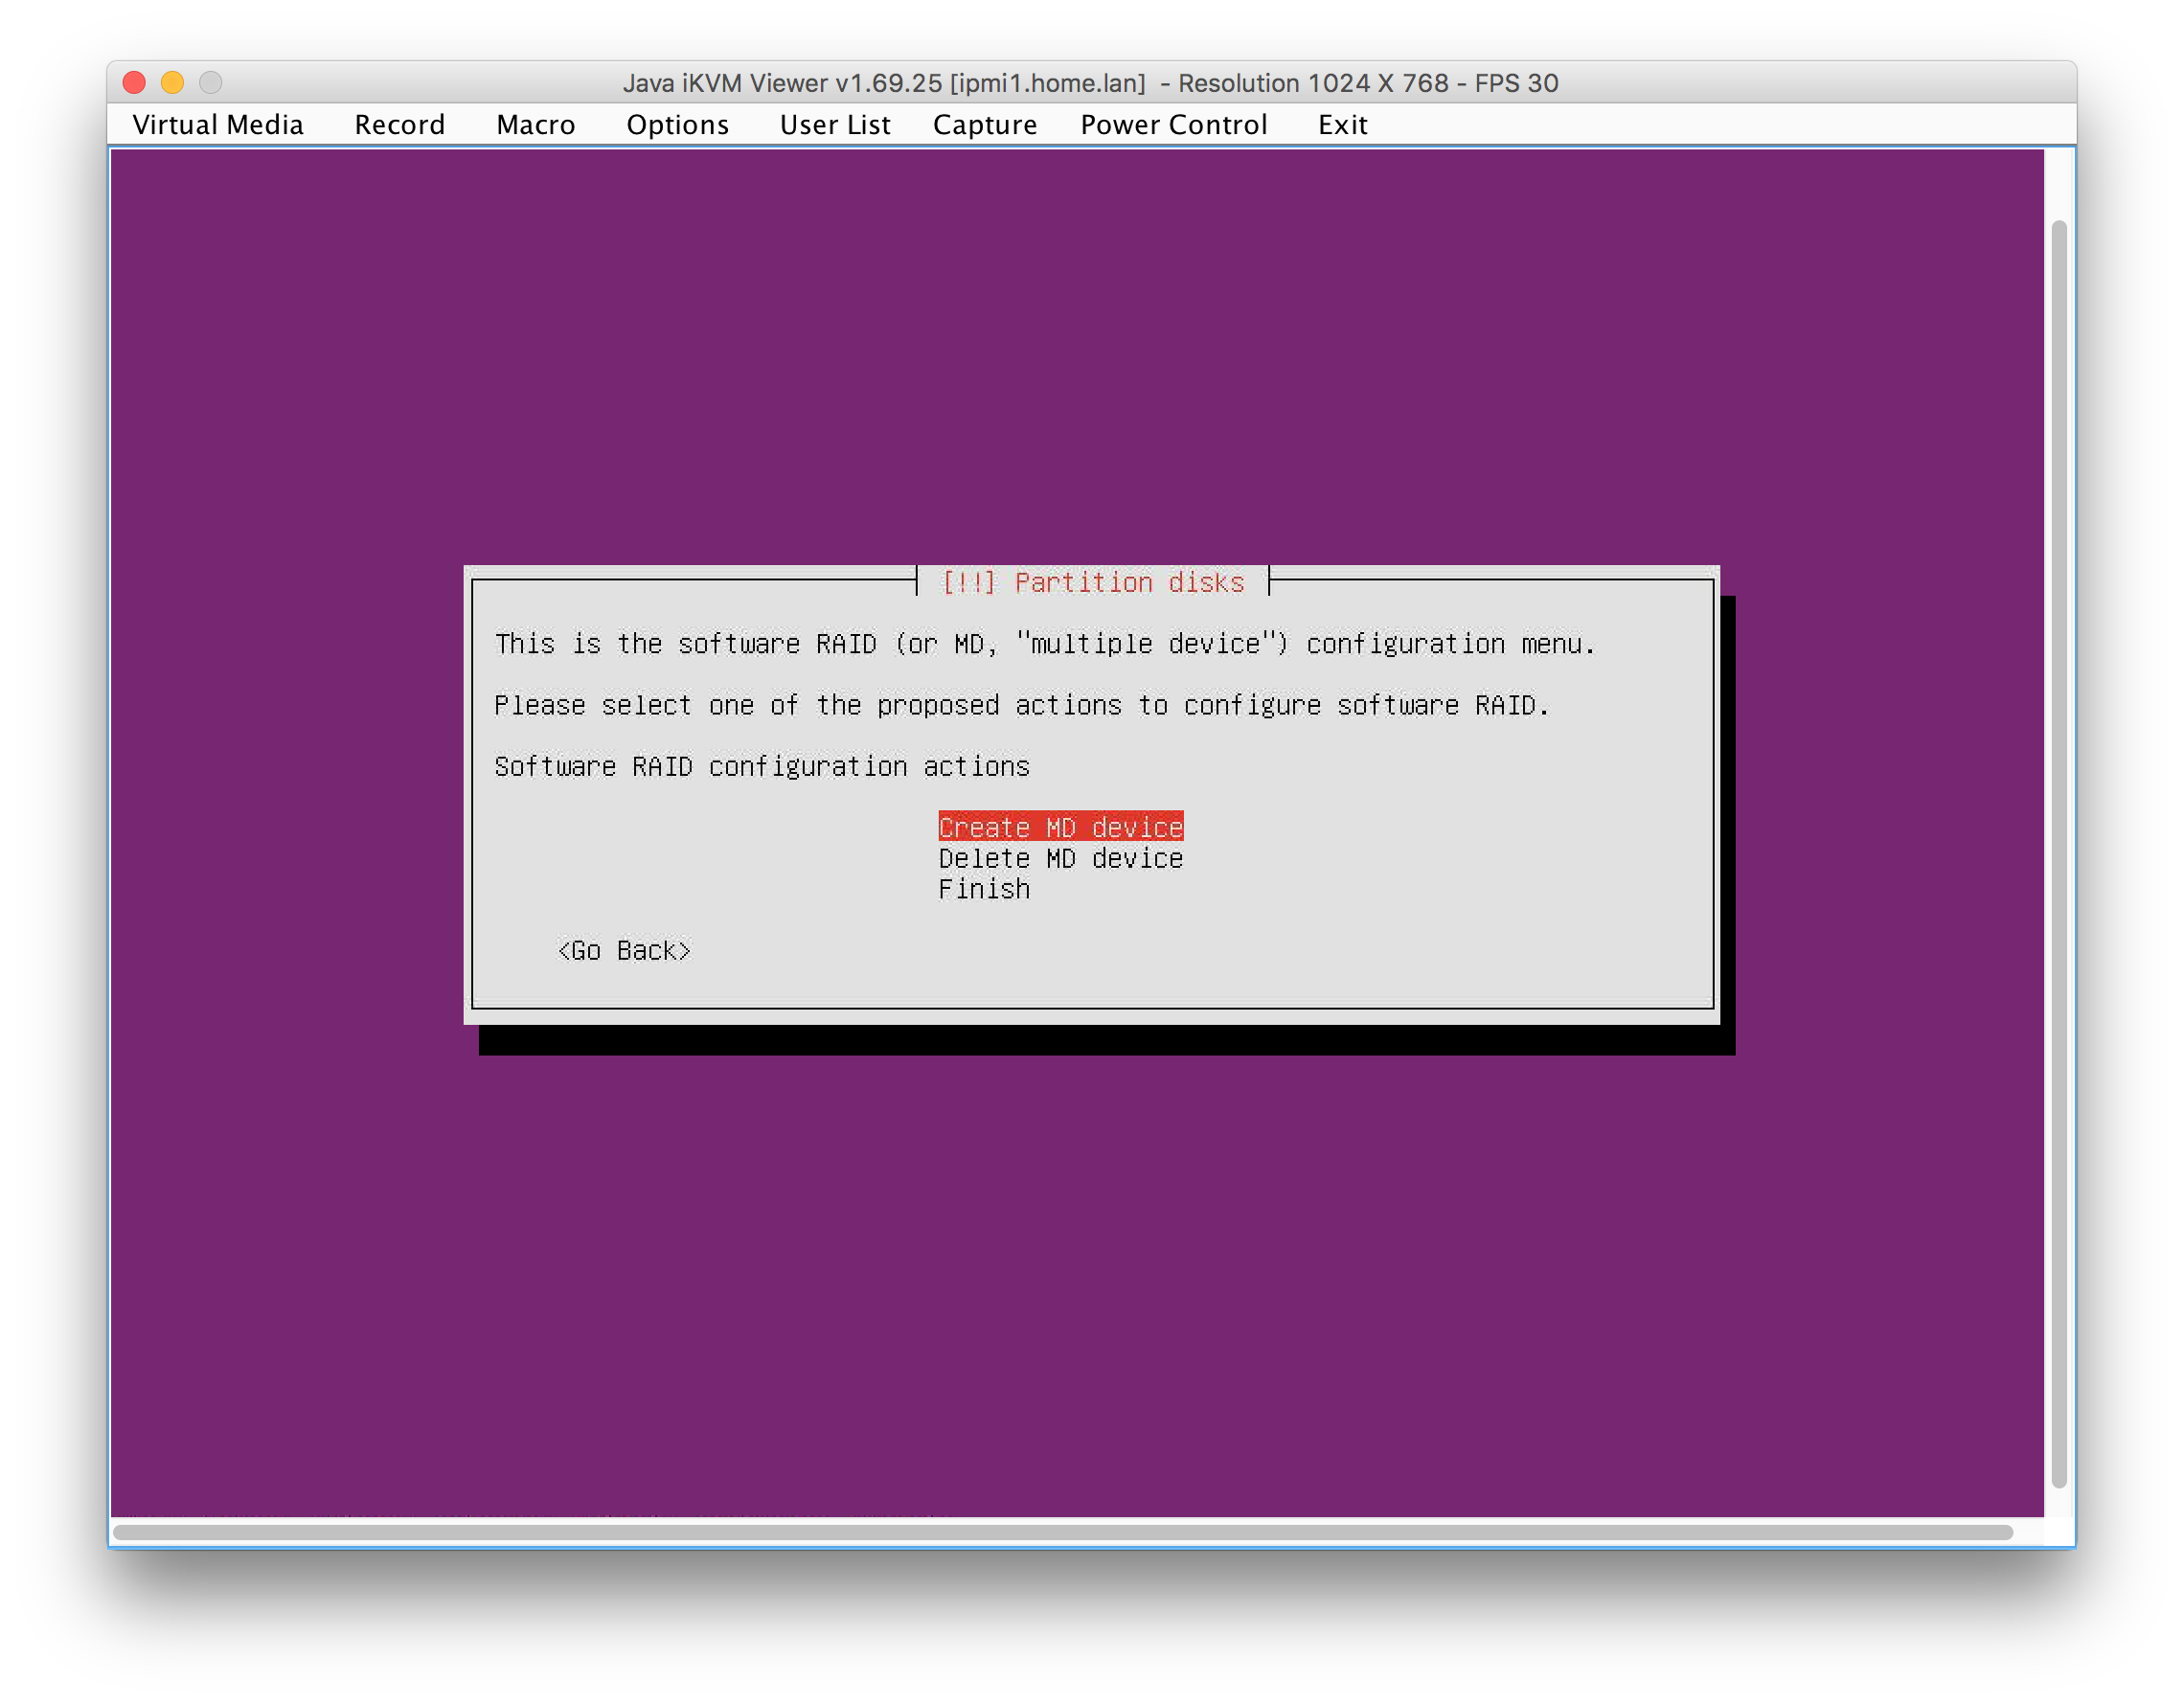 Java iKVM Viewer v1.69.25 [ipmi1.home.lan]  - Resolution 1024 X 768 - FPS 30
Virtual Media Record Macro Options User List Capture Power Control Exit
[!!] Partition disks
This is the software RAID (or MD, "multiple device") configuration menu.
Please select one of the proposed actions to configure software RAID.
Software RAID configuration actions
Create MD device
Delete MD device
Finish
<Go Back>